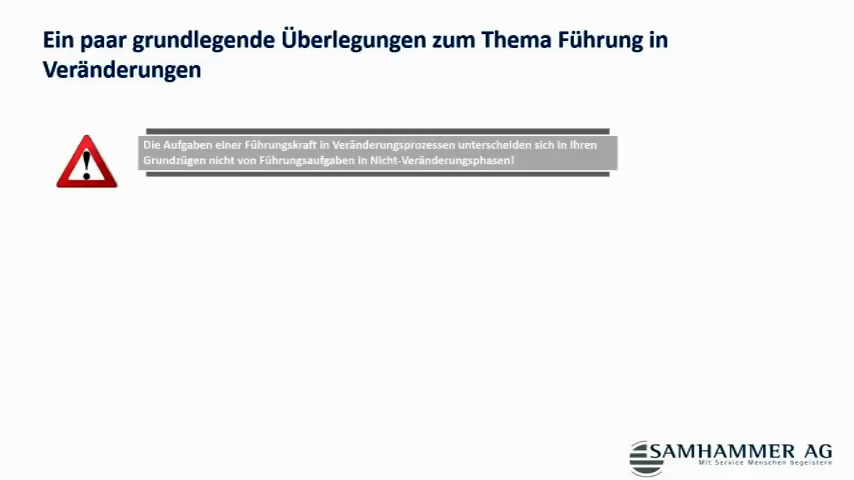 Ein paar grundlegende Überlegungen zum Thema Führung in
Veränderungen
Die Aufgaben einer Führungskraft in Veränderungsprozessen unterscheiden sich in Ihren
Grundzügen nicht von Führungsaufgaben in Nicht-Veränderungsphasen!
SAMHAMMER AG
Mit Service Menschen begeistern